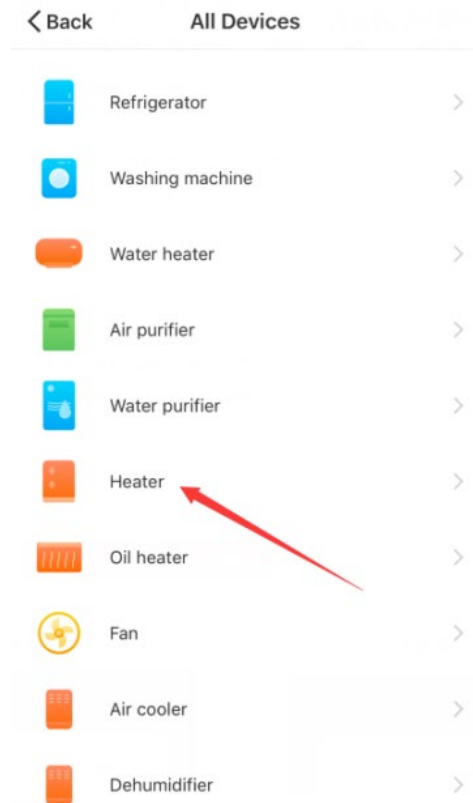 Back All Devices
Refrigerator
Washing machine
Water heater
Air purifier
Water purifier
Heater
Oil heater
Fan
Air cooler
Dehumidifier